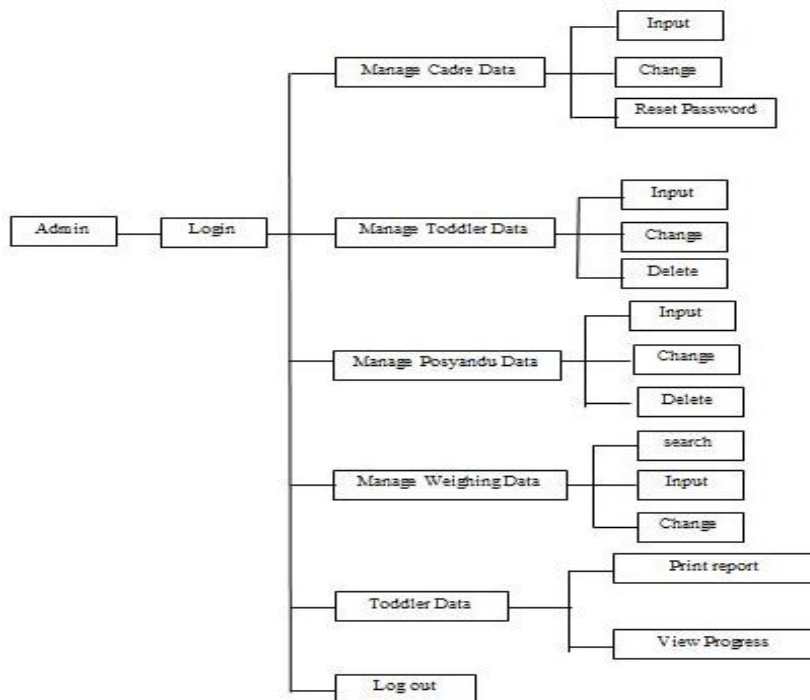 Admin
Login
Manage Cadre Data
Input
Change
Reset Password
Manage Toddler Data
Input
Change
Delete
Manage Posyandu Data
Input
Change
Delete
Manage Weighing Data
search
Input
Change
Toddler Data
Print report
View Progress
Log out